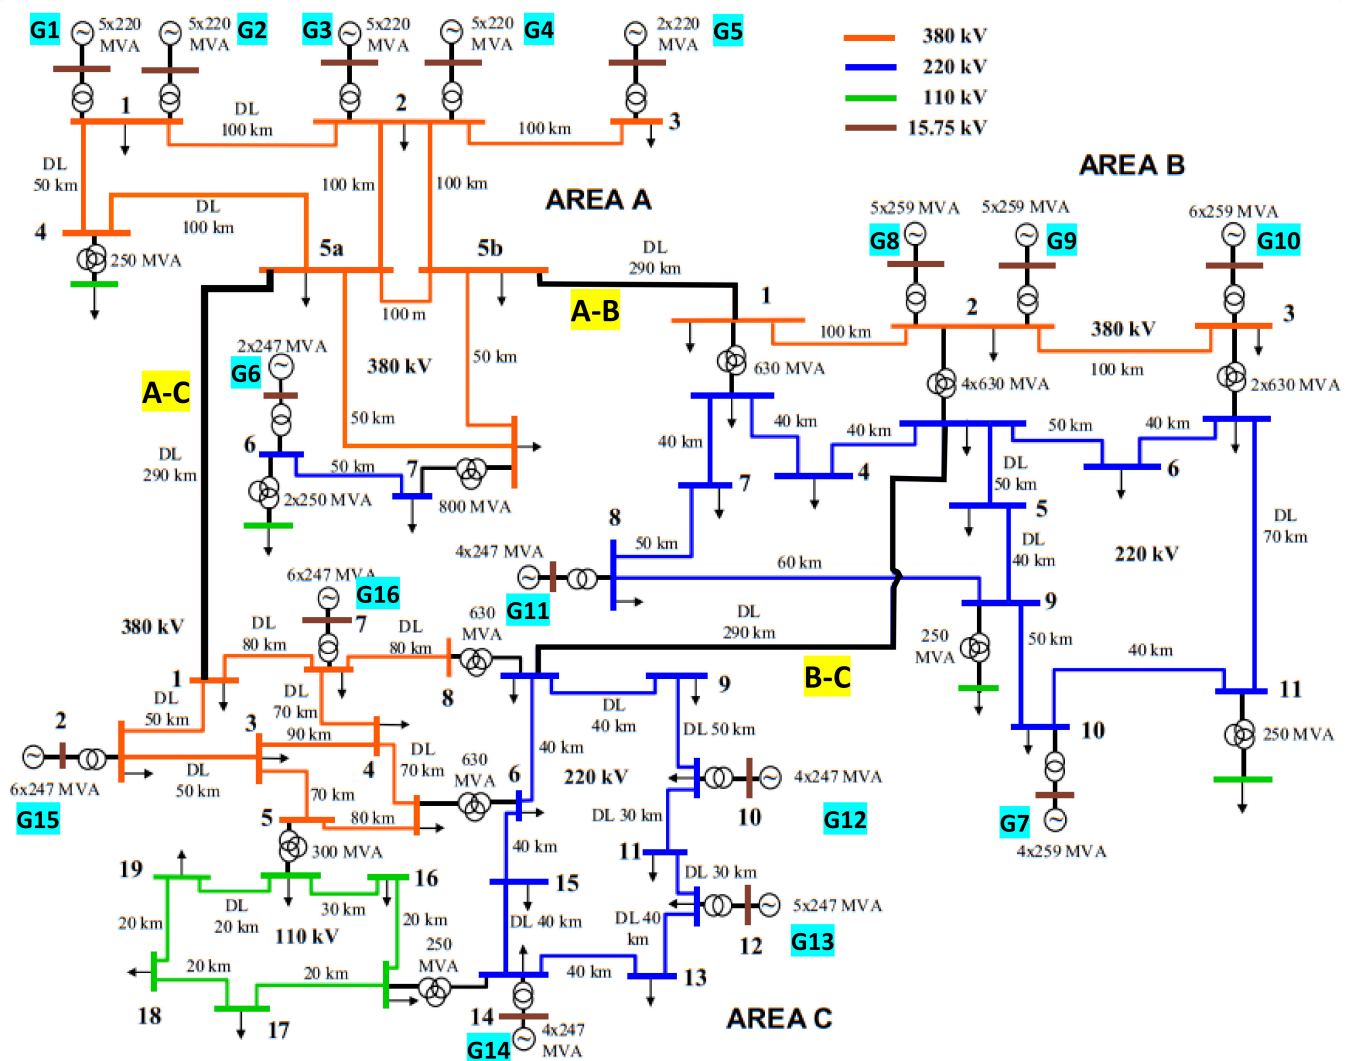 G1
5x220
MVA
5x220
MVA
G2
G3
5x220
MVA
5x220
MVA
G4
2x220
MVA
G5
380 kV
220 kV
110 kV
15.75 kV
1
DL
100 km
2
100 km
3
DL
50 km
DL
100 km
100 km
100 km
AREA A
AREA B
4
250 MVA
5a
5b
DL
290 km
A-B
100 m
380 kV
50 km
50 km
A-C
DL
290 km
2x247 MVA
G6
6
50 km
7
2x250 MVA
800 MVA
5x259 MVA
G8
5x259 MVA
G9
6x259 MVA
G10
1
100 km
2
380 kV
100 km
3
630 MVA
4x630 MVA
2x630 MVA
40 km
40 km
40 km
50 km
40 km
7
4
DL
50 km
6
5
DL
70 km
8
50 km
4x247 MVA
G11
60 km
DL
40 km
220 kV
9
DL
290 km
B-C
250
MVA
50 km
40 km
11
10
250 MVA
G7
4x259 MVA
6x247 MVA
G16
7
380 kV
DL
80 km
DL
80 km
630
MVA
8
1
DL
50 km
DL
70 km
90 km
2
3
4
DL
50 km
DL
70 km
6x247 MVA
G15
70 km
5
80 km
300 MVA
630
MVA
6
40 km
220 kV
DL
40 km
9
DL 50 km
10
4x247 MVA
G12
DL 30 km
11
DL 30 km
12
5x247 MVA
G13
40 km
15
DL 40 km
DL 40
km
13
40 km
14
G14
4x247
MVA
250
MVA
19
DL
20 km
30 km
16
20 km
110 kV
20 km
20 km
20 km
18
17
AREA C